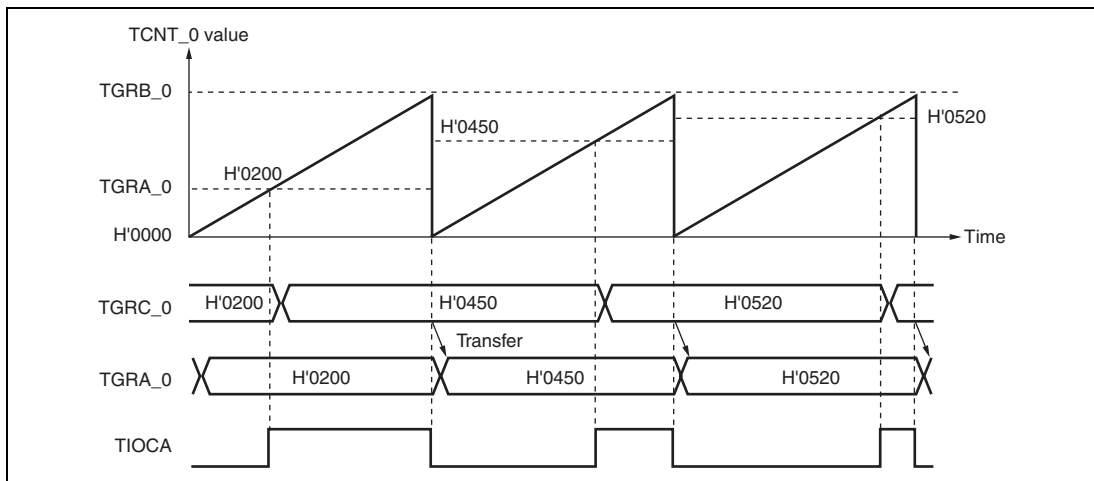 TCNT_0 value
TGRB_0
H'0520
H'0450
H'0200
TGRA_0
H'0000
Time
TGRC_0
H'0200
H'0450
H'0520
Transfer
TGRA_0
H'0200
H'0450
H'0520
TIOCA